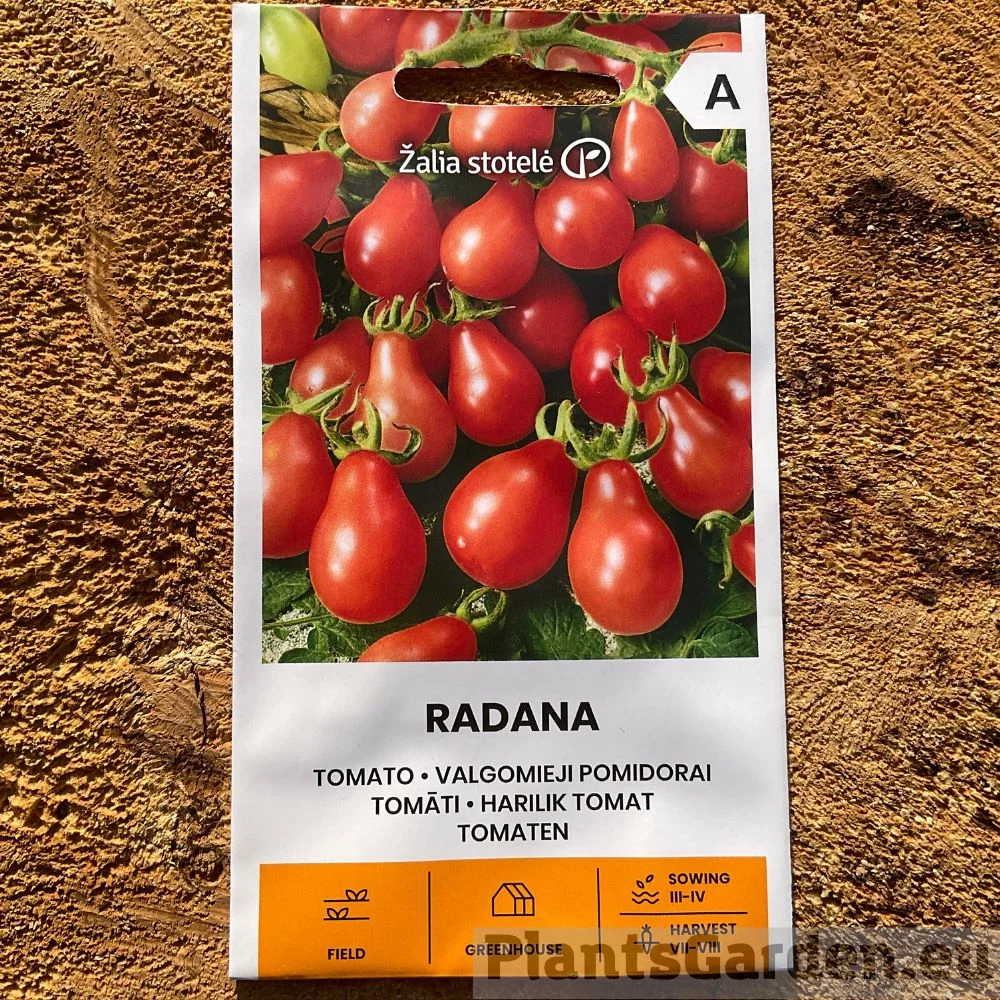 A
Žalia stotelė
RADANA
TOMATO • VALGOMIEJI POMIDORAI
TOMĀTI • HARILIK TOMAT
TOMATEN
FIELD
GREENHOUSE
SOWING
III-IV
HARVEST
VII-VIII
PlantsGarden.eu